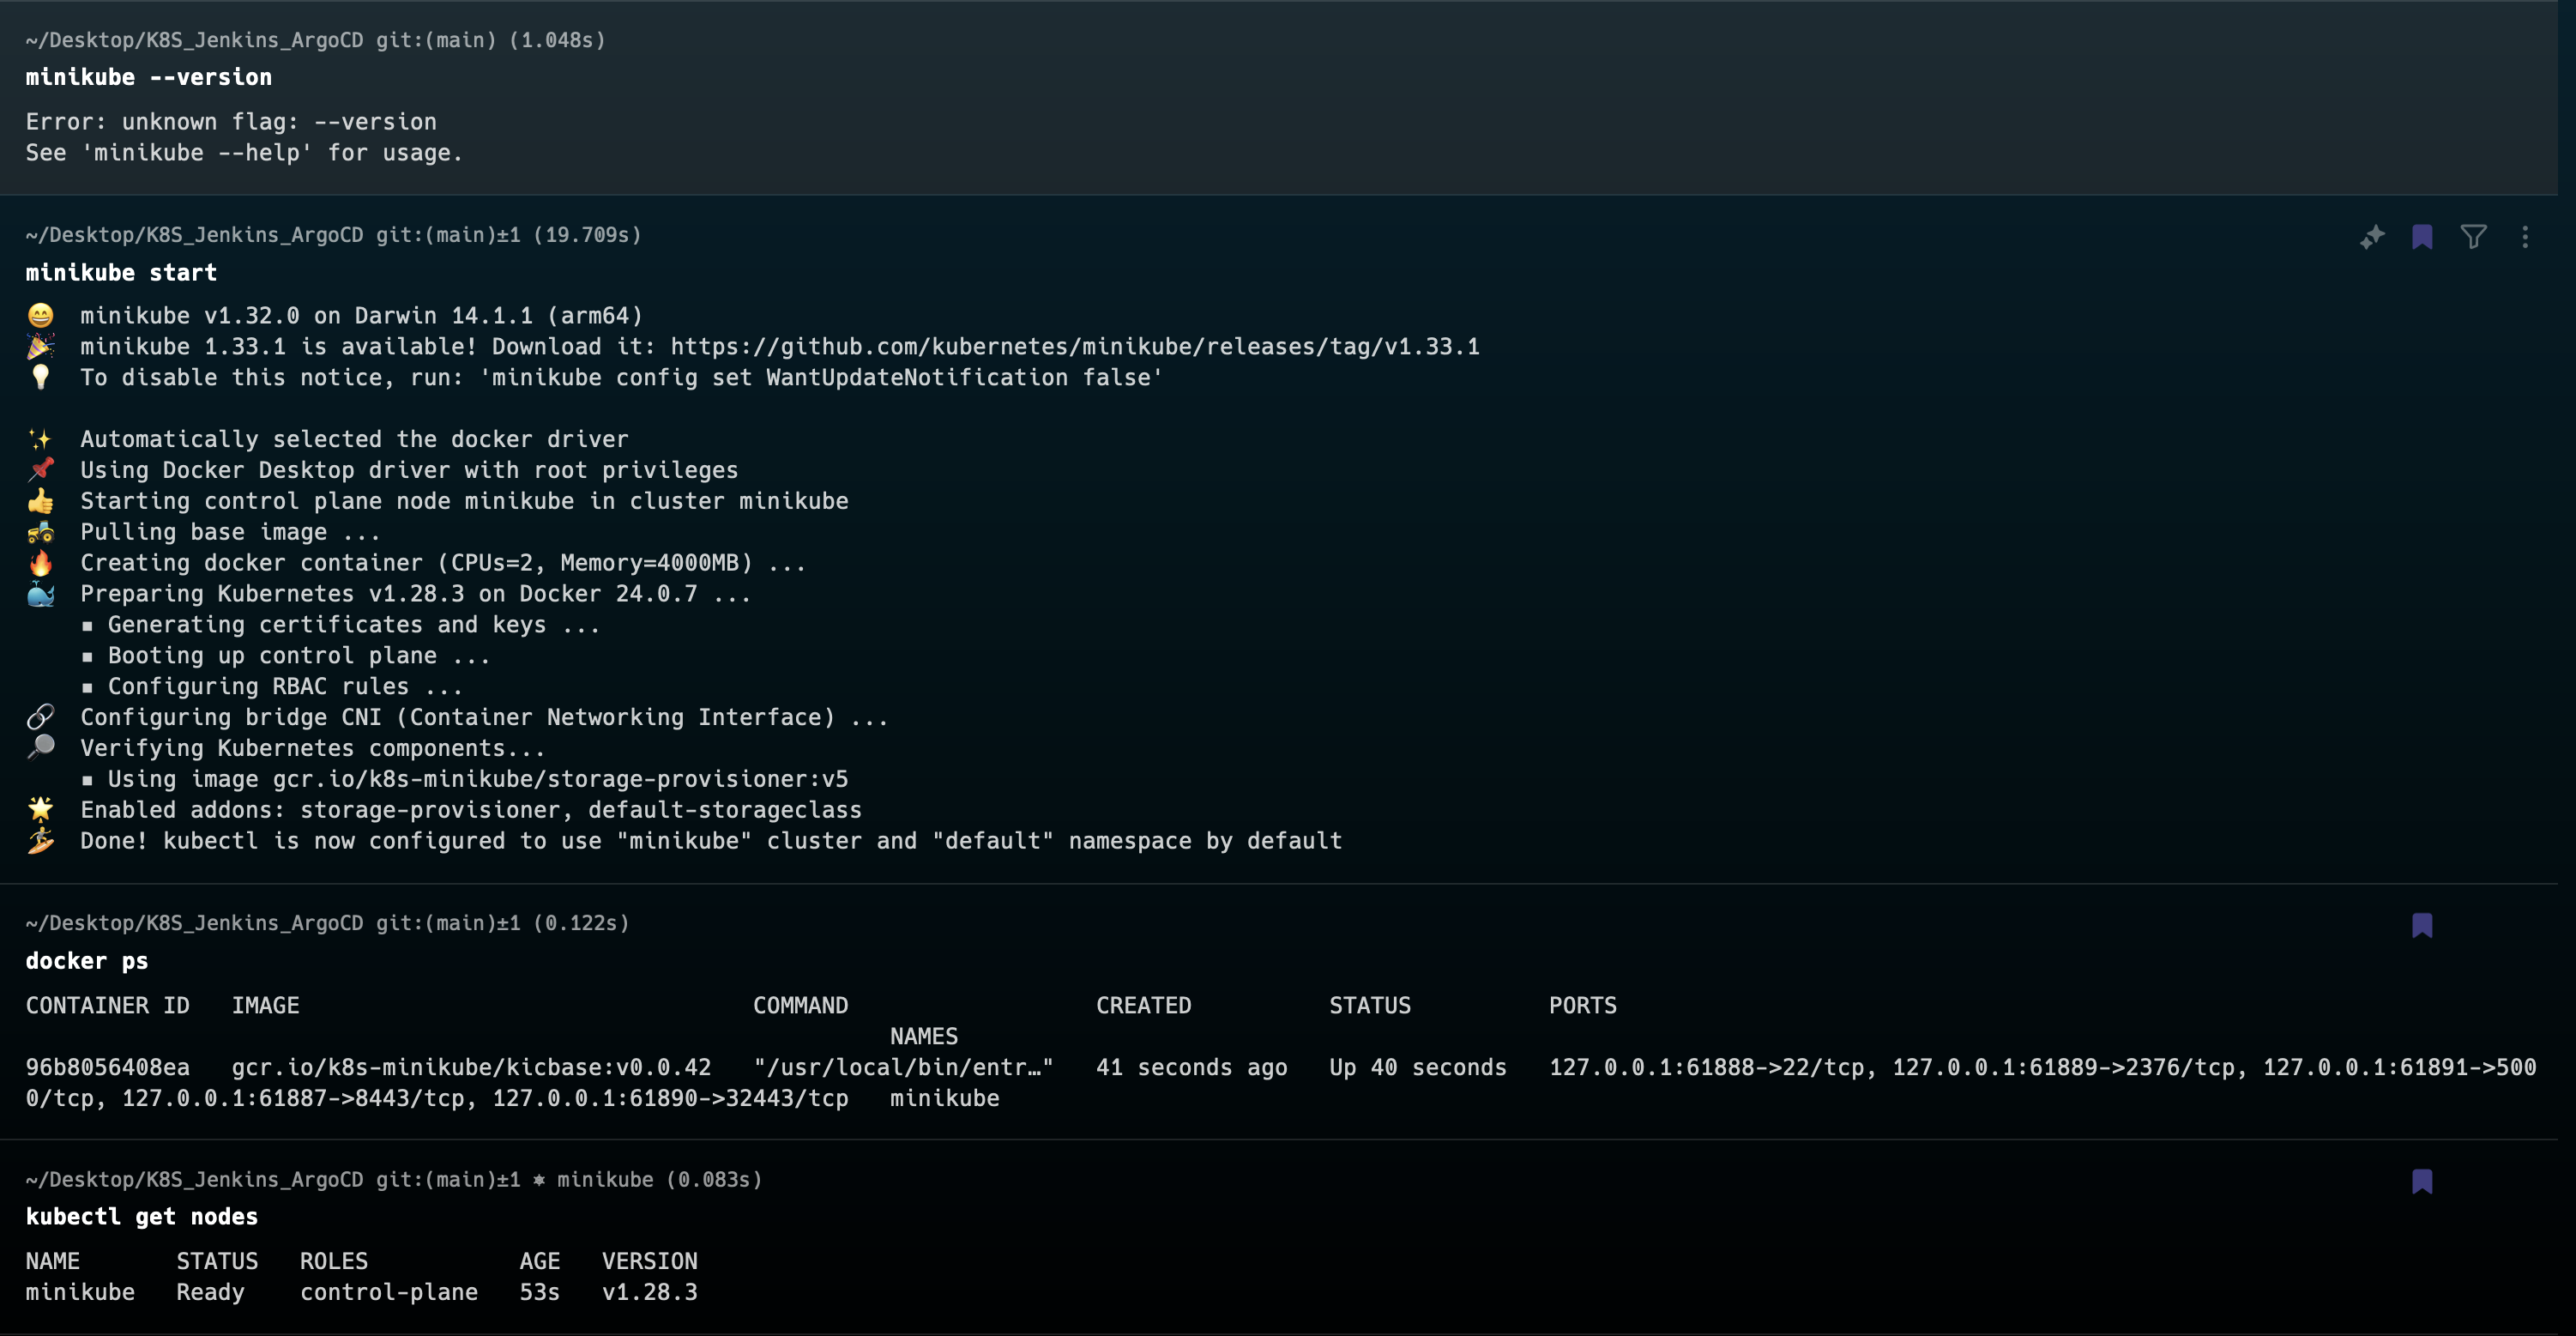 ~/Desktop/K8S_Jenkins_ArgoCD git:(main) (1.048s)
minikube --version
Error: unknown flag: --version
See 'minikube --help' for usage.
~/Desktop/K8S_Jenkins_ArgoCD git:(main)±1 (19.709s)
minikube start
😄  minikube v1.32.0 on Darwin 14.1.1 (arm64)
🎉  minikube 1.33.1 is available! Download it: https://github.com/kubernetes/minikube/releases/tag/v1.33.1
💡  To disable this notice, run: 'minikube config set WantUpdateNotification false'
✨  Automatically selected the docker driver
📌  Using Docker Desktop driver with root privileges
👍  Starting control plane node minikube in cluster minikube
🚜  Pulling base image ...
🔥  Creating docker container (CPUs=2, Memory=4000MB) ...
🐳  Preparing Kubernetes v1.28.3 on Docker 24.0.7 ...
▪ Generating certificates and keys ...
▪ Booting up control plane ...
▪ Configuring RBAC rules ...
🔗  Configuring bridge CNI (Container Networking Interface) ...
🔎  Verifying Kubernetes components...
▪ Using image gcr.io/k8s-minikube/storage-provisioner:v5
🌟  Enabled addons: storage-provisioner, default-storageclass
🏄  Done! kubectl is now configured to use "minikube" cluster and "default" namespace by default
~/Desktop/K8S_Jenkins_ArgoCD git:(main)±1 (0.122s)
docker ps
CONTAINER ID   IMAGE                                 COMMAND                  CREATED          STATUS          PORTS
NAMES
96b8056408ea   gcr.io/k8s-minikube/kicbase:v0.0.42   "/usr/local/bin/entr…"   41 seconds ago   Up 40 seconds   127.0.0.1:61888->22/tcp, 127.0.0.1:61889->2376/tcp, 127.0.0.1:61891->500
0/tcp, 127.0.0.1:61887->8443/tcp, 127.0.0.1:61890->32443/tcp   minikube
~/Desktop/K8S_Jenkins_ArgoCD git:(main)±1 ⎈ minikube (0.083s)
kubectl get nodes
NAME       STATUS   ROLES           AGE   VERSION
minikube   Ready    control-plane   53s   v1.28.3